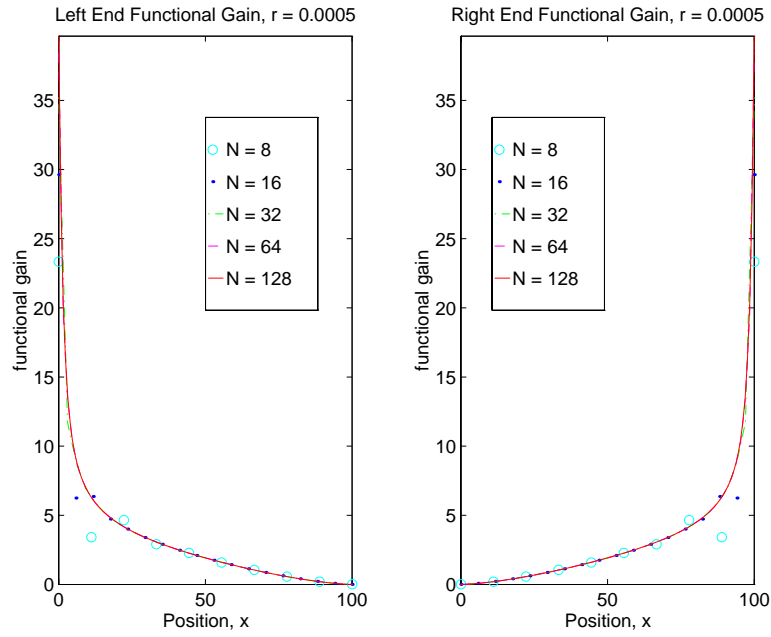 Left End Functional Gain, r = 0.0005
functional gain
35
30
25
20
15
10
5
0
N = 8
N = 16
N = 32
N = 64
N = 128
0
50
100
Position, x
Right End Functional Gain, r = 0.0005
functional gain
35
30
25
20
15
10
5
0
N = 8
N = 16
N = 32
N = 64
N = 128
0
50
100
Position, x